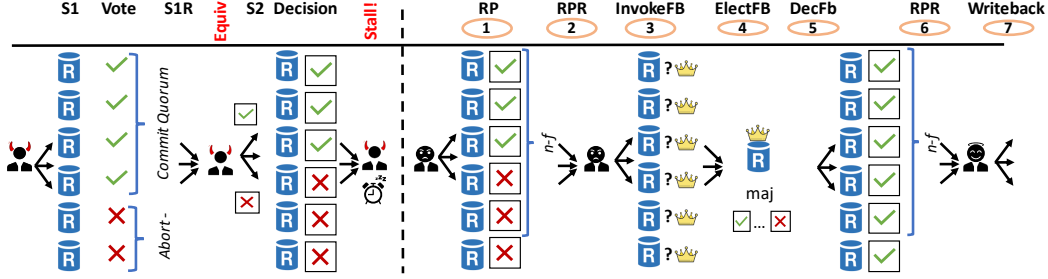 S1 Vote S1R Equiv S2 Decision Stall! RP RPR InvokeFB ElectFB DecFb RPR Writeback
1 2 3 4 5 6 7
R R R ? R
R R R ? R
R Commit Quorum R R n-f R ? R R n-f
R R R R ? maj R
R Abort - R R R ? ... R
R R R R ? R
zzz